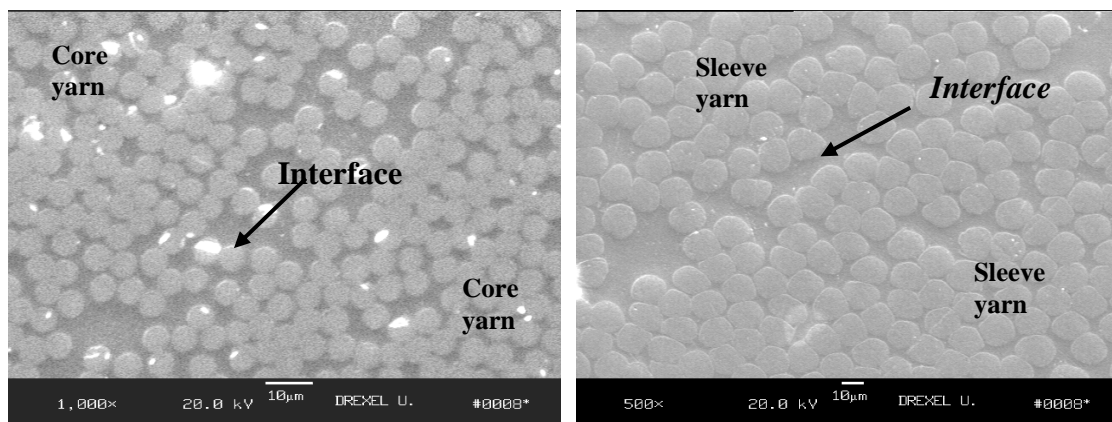 Core
yarn
Interface
Core
yarn
1,000× 20.0 kV 10µm DREXEL U. #0008*
Sleeve
yarn
Interface
Sleeve
yarn
500× 20.0 kV 10µm DREXEL U. #0008*